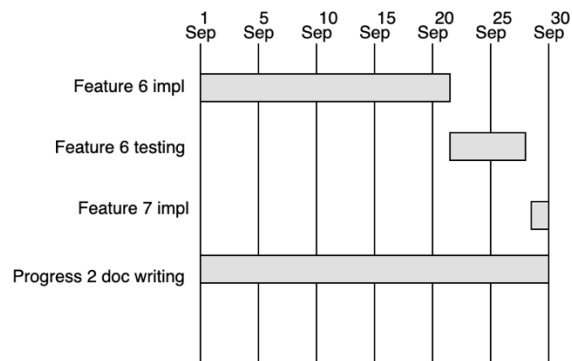 1 5 10 15 20 25 30
Sep Sep Sep Sep Sep Sep Sep
Feature 6 impl
Feature 6 testing
Feature 7 impl
Progress 2 doc writing